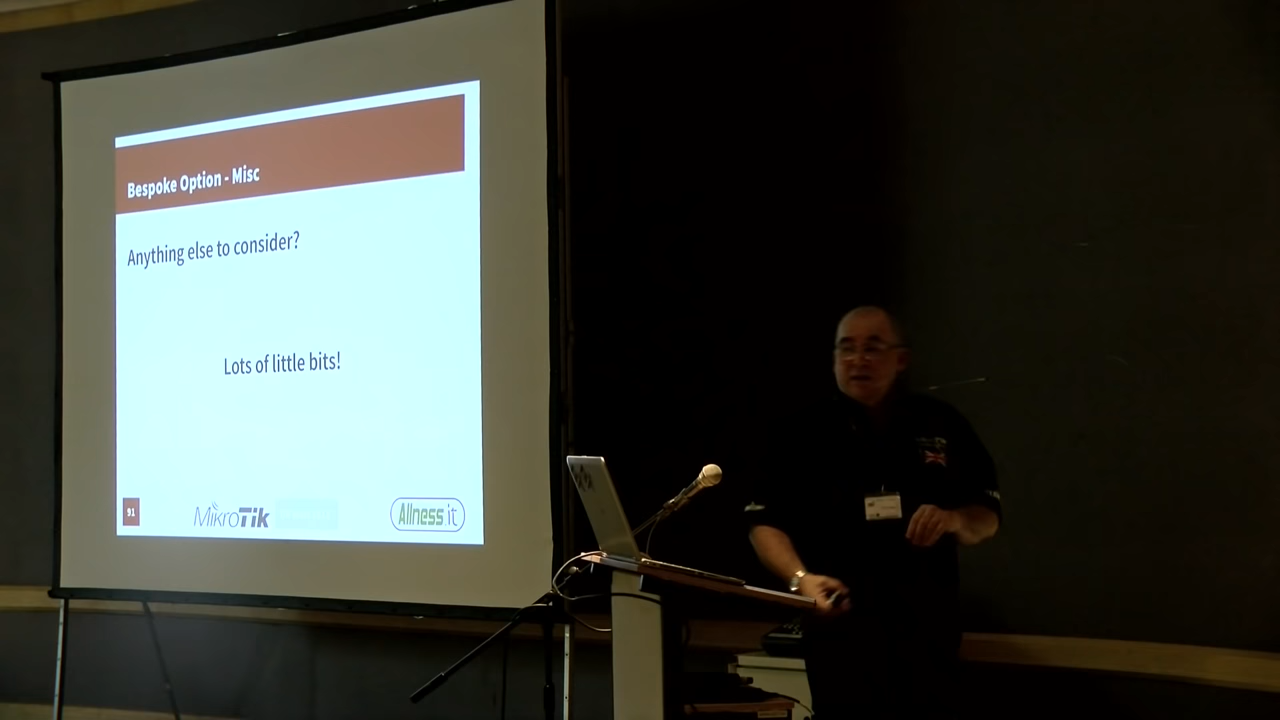 Bespoke Option - Misc
Anything else to consider?
Lots of little bits!
91
MikroTik
Allness.it